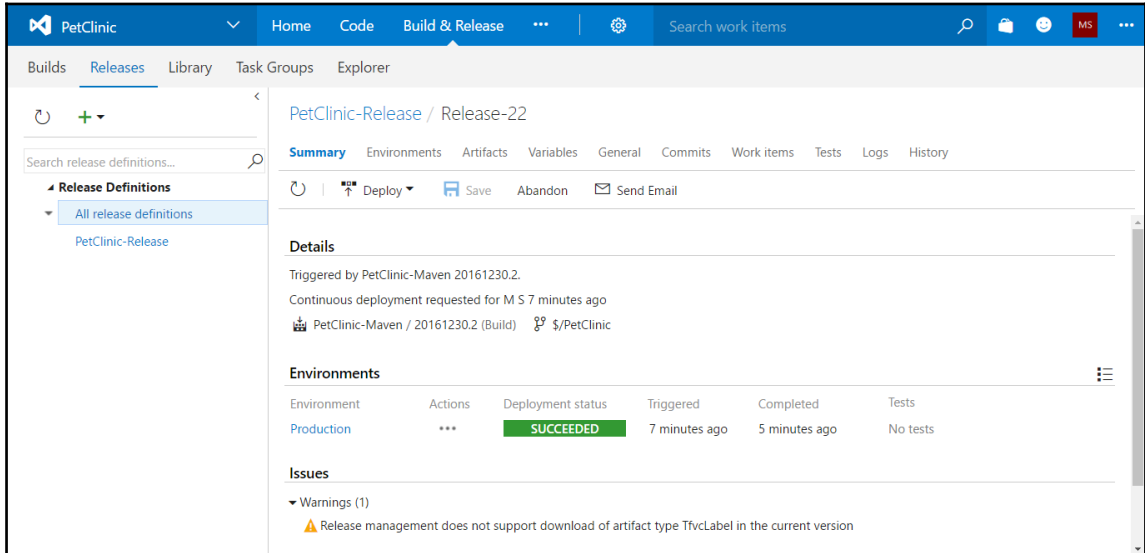 PetClinic Home Code Build & Release ••• Search work items MS •••
Builds Releases Library Task Groups Explorer
Search release definitions...
Release Definitions
All release definitions
PetClinic-Release
PetClinic-Release / Release-22
Summary Environments Artifacts Variables General Commits Work items Tests Logs History
Deploy Save Abandon Send Email
Details
Triggered by PetClinic-Maven 20161230.2.
Continuous deployment requested for M S 7 minutes ago
PetClinic-Maven / 20161230.2 (Build) $/PetClinic
Environments
Environment Actions Deployment status Triggered Completed Tests
Production ••• SUCCEEDED 7 minutes ago 5 minutes ago No tests
Issues
Warnings (1)
Release management does not support download of artifact type TfvcLabel in the current version